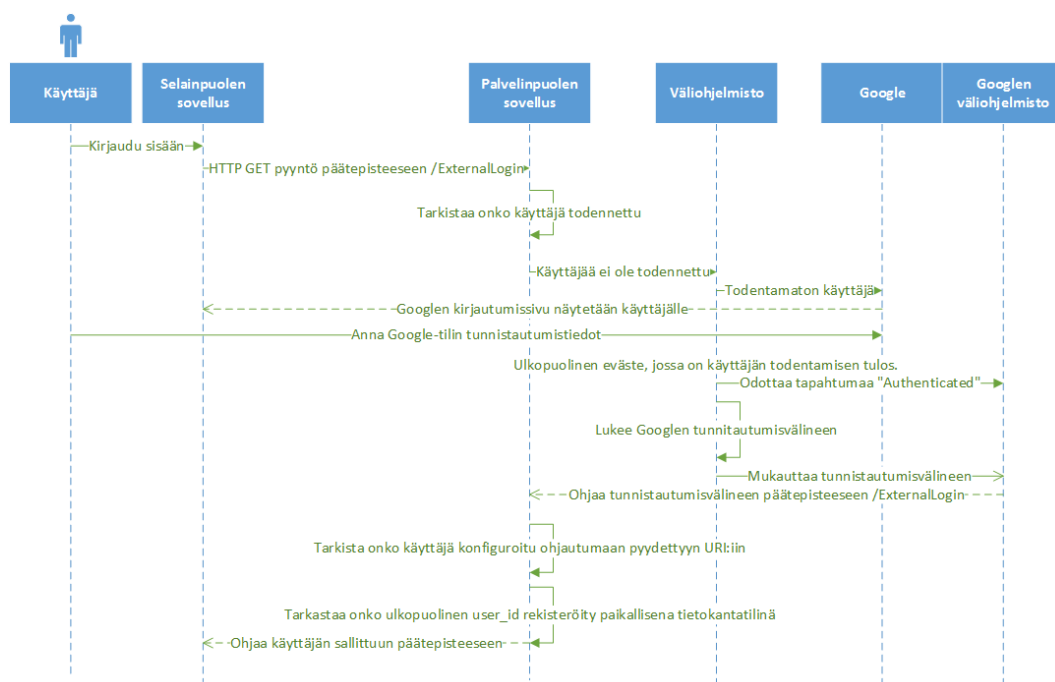 Käyttäjä
Selainpuolen
sovellus
Palvelinpuolen
sovellus
Väliohjelmisto
Google
Googlen
väliohjelmisto
Kirjaudu sisään
HTTP GET pyyntö päätepisteeseen /ExternalLogin
Tarkistaa onko käyttäjä todennettu
Käyttäjää ei ole todennettu
Todentamaton käyttäjä
Googlen kirjautumissivu näytetään käyttäjälle
Anna Google-tilin tunnistautumistiedot
Ulkopuolinen eväste, jossa on käyttäjän todentamisen tulos.
Odottaa tapahtumaa "Authenticated"
Lukee Googlen tunnitautumisvälineen
Mukauttaa tunnistautumisvälineen
Ohjaa tunnistautumisvälineen päätepisteeseen /ExternalLogin
Tarkista onko käyttäjä konfiguroitu ohjautumaan pyydettyyn URI:iin
Tarkastaa onko ulkopuolinen user_id rekisteröity paikallisena tietokantatilinä
Ohjaa käyttäjän sallittuun päätepisteeseen